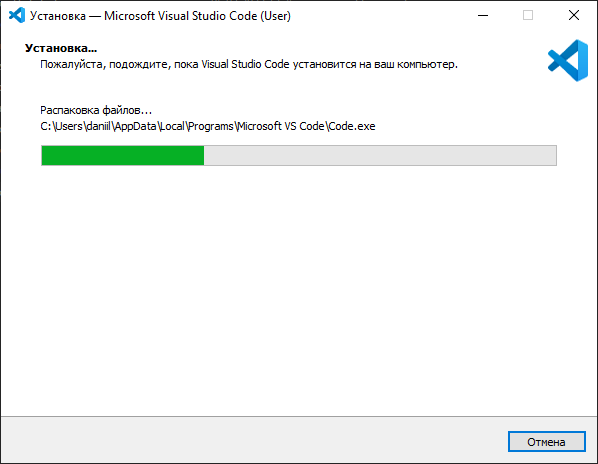 Установка — Microsoft Visual Studio Code (User)
Установка...
Пожалуйста, подождите, пока Visual Studio Code установится на ваш компьютер.
Распаковка файлов...
C:\Users\daniil\AppData\Local\Programs\Microsoft VS Code\Code.exe
Отмена